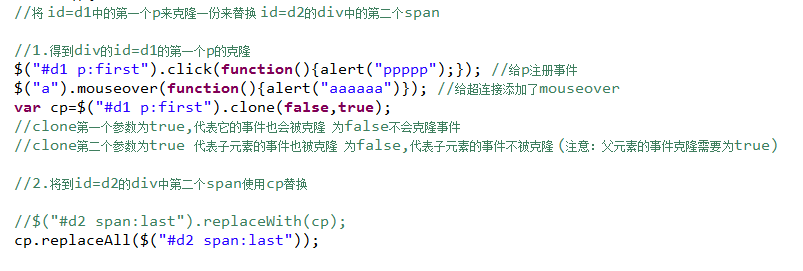 //将 id=d1中的第一个p来克隆一份来替换 id=d2的div中的第二个span
//1.得到div的id=d1的第一个p的克隆
$("#d1 p:first").click(function(){alert("ppppp");}); //给p注册事件
$("a").mouseover(function(){alert("aaaaaa")}); //给超连接添加了mouseover
var cp=$("#d1 p:first").clone(false,true);
//clone第一个参数为true,代表它的事件也会被克隆 为false不会克隆事件
//clone第二个参数为true 代表子元素的事件也被克隆 为false,代表子元素的事件不被克隆(注意：父元素的事件克隆需要为true)
//2.将到id=d2的div中第二个span使用cp替换
//$("#d2 span:last").replaceWith(cp);
cp.replaceAll($("#d2 span:last"));